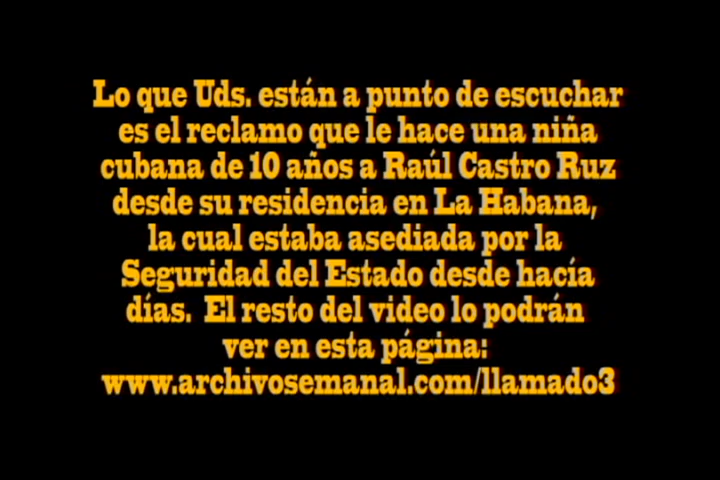 Lo que Uds. están a punto de escuchar
es el reclamo que le hace una niña
cubana de 10 años a Raúl Castro Ruz
desde su residencia en La Habana,
la cual estaba asediada por la
Seguridad del Estado desde hacía
días. El resto del video lo podrán
ver en esta página:
www.archivosemanal.com/llamado3